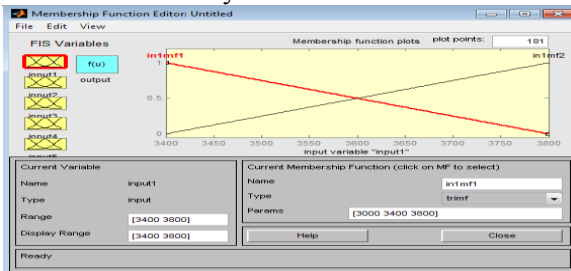 Membership Function Editor: Untitled
File Edit View
FIS Variables
Membership function plots
plot points:
181
f(u)
input1
output
input2
input3
input4
input5
in1mf1
in1mf2
1
0.5
0
3400 3450 3500 3550 3600 3650 3700 3750 3800
input variable "input1"
Current Variable
Name input1
Type input
Range [3400 3800]
Display Range [3400 3800]
Current Membership Function (click on MF to select)
Name in1mf1
Type trimf
Params [3000 3400 3800]
Help Close
Ready